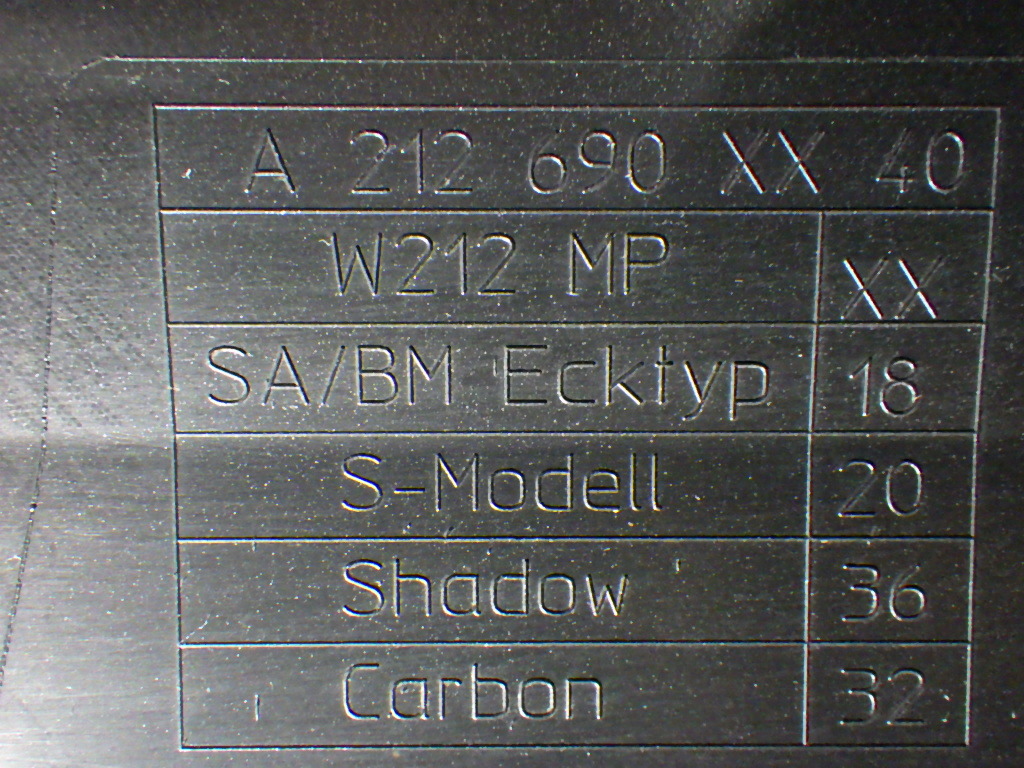 A 212 690 XX 40
W212 MP XX
SA/BM Ecktyp 18
S-Modell 20
Shadow 36
Carbon 32